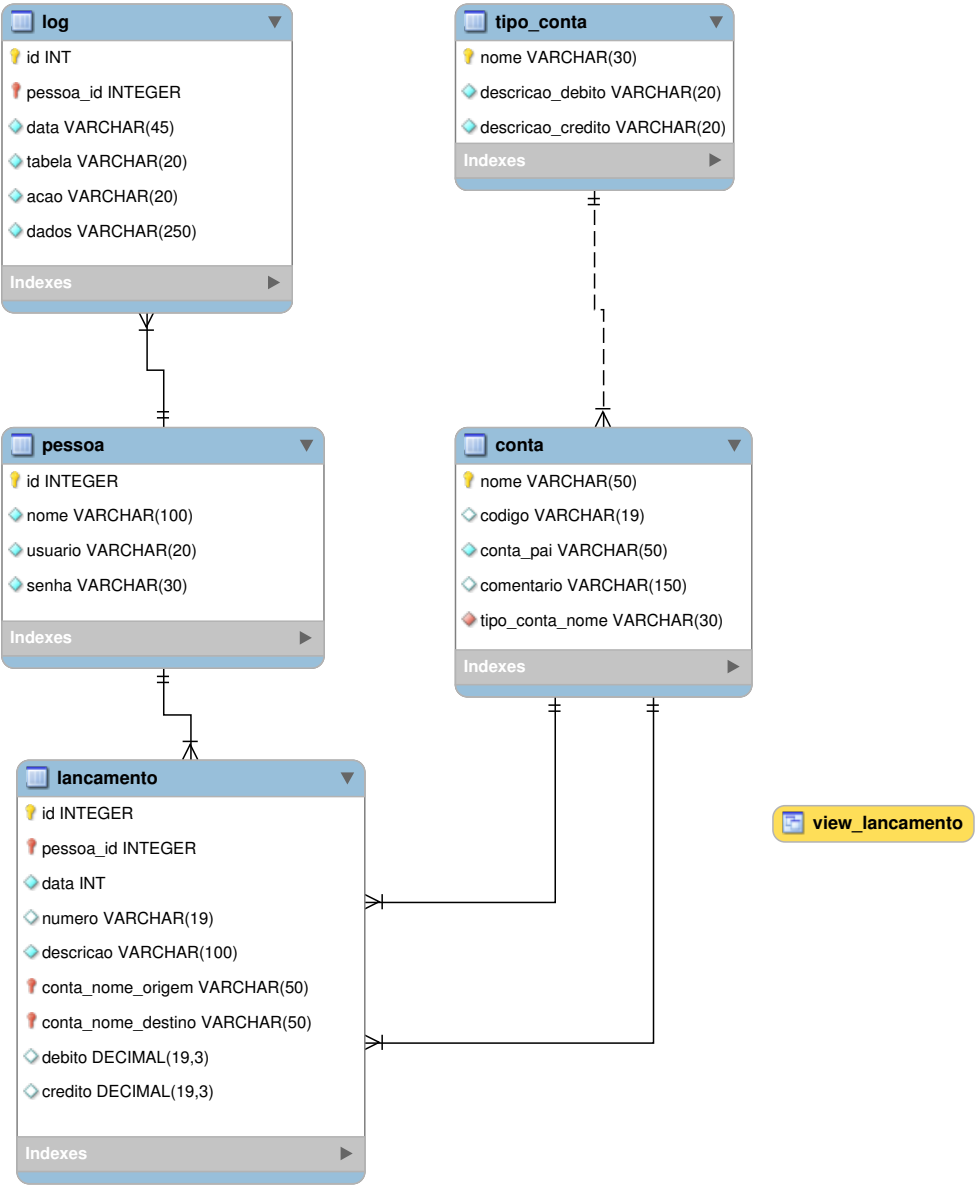 log
id INT
pessoa_id INTEGER
data VARCHAR(45)
tabela VARCHAR(20)
acao VARCHAR(20)
dados VARCHAR(250)
Indexes
tipo_conta
nome VARCHAR(30)
descricao_debito VARCHAR(20)
descricao_credito VARCHAR(20)
Indexes
pessoa
id INTEGER
nome VARCHAR(100)
usuario VARCHAR(20)
senha VARCHAR(30)
Indexes
conta
nome VARCHAR(50)
codigo VARCHAR(19)
conta_pai VARCHAR(50)
comentario VARCHAR(150)
tipo_conta_nome VARCHAR(30)
Indexes
lancamento
id INTEGER
pessoa_id INTEGER
data INT
numero VARCHAR(19)
descricao VARCHAR(100)
conta_nome_origem VARCHAR(50)
conta_nome_destino VARCHAR(50)
debito DECIMAL(19,3)
credito DECIMAL(19,3)
Indexes
view_lancamento